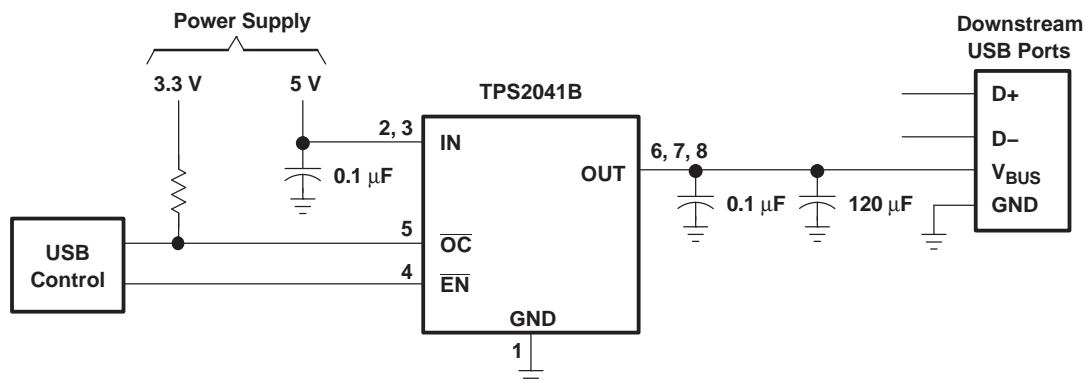 Power Supply
3.3 V
5 V
TPS2041B
Downstream
USB Ports
D+
D−
V_BUS
GND
2, 3
IN
0.1 µF
OUT
6, 7, 8
0.1 µF
120 µF
USB
Control
5
OC
4
EN
GND
1